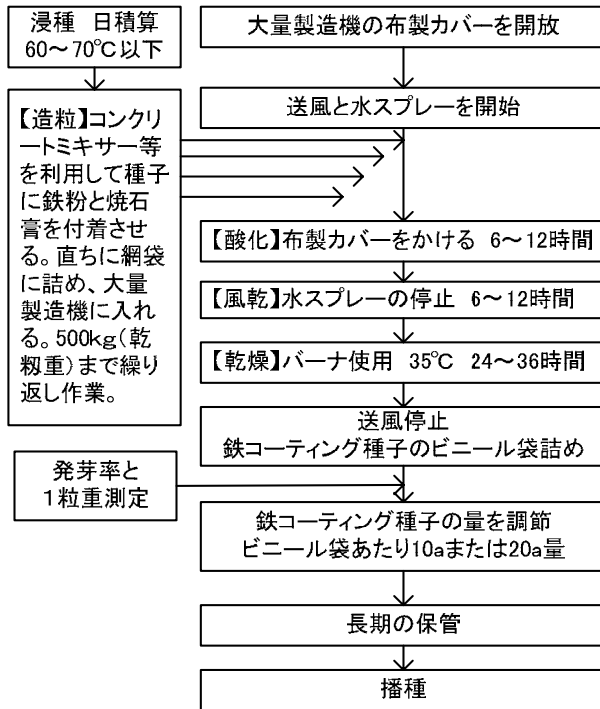 浸種 日積算
60～70℃以下
【造粒】コンクリ
ートミキサー等
を利用して種子
に鉄粉と焼石
膏を付着させ
る。直ちに網袋
に詰め、大量
製造機に入れ
る。500kg(乾
籾重)まで繰り
返し作業。
大量製造機の布製カバーを開放
送風と水スプレーを開始
【酸化】布製カバーをかける 6～12時間
【風乾】水スプレーの停止 6～12時間
【乾燥】バーナ使用 35℃ 24～36時間
送風停止
鉄コーティング種子のビニール袋詰め
発芽率と
１粒重測定
鉄コーティング種子の量を調節
ビニール袋あたり10aまたは20a量
長期の保管
播種